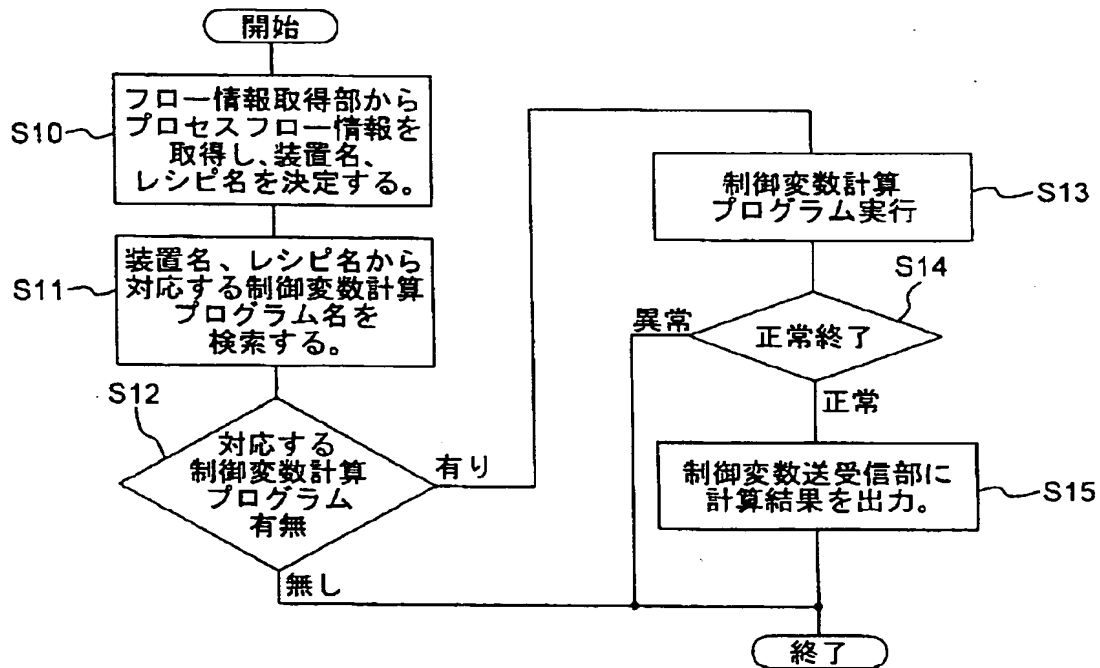 開始
S10
フロー情報取得部から
プロセスフロー情報を
取得し、装置名、
レシピ名を決定する。
S11
装置名、レシピ名から
対応する制御変数計算
プログラム名を
検索する。
S12
対応する
制御変数計算
プログラム
有無
有り
無し
制御変数計算
プログラム実行
S13
S14
正常終了
異常
正常
制御変数送受信部に
計算結果を出力。
S15
終了